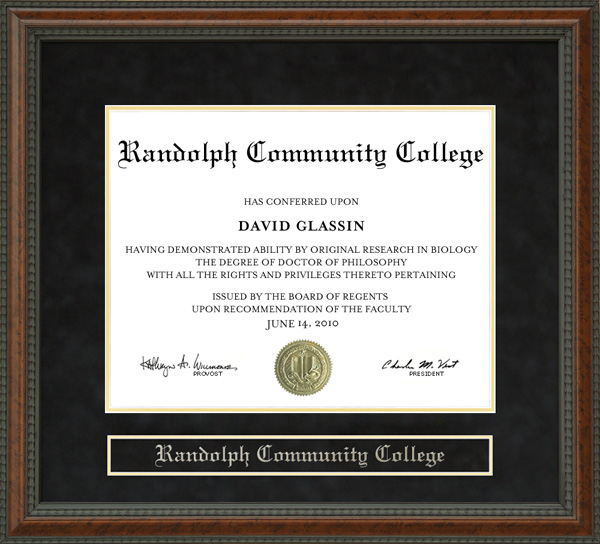 Randolph Community College
HAS CONFERRED UPON
DAVID GLASSIN
HAVING DEMONSTRATED ABILITY BY ORIGINAL RESEARCH IN BIOLOGY
THE DEGREE OF DOCTOR OF PHILOSOPHY
WITH ALL THE RIGHTS AND PRIVILEGES THERETO PERTAINING
ISSUED BY THE BOARD OF REGENTS
UPON RECOMMENDATION OF THE FACULTY
JUNE 14, 2010
PROVOST
Charles M. Vest
PRESIDENT
Randolph Community College